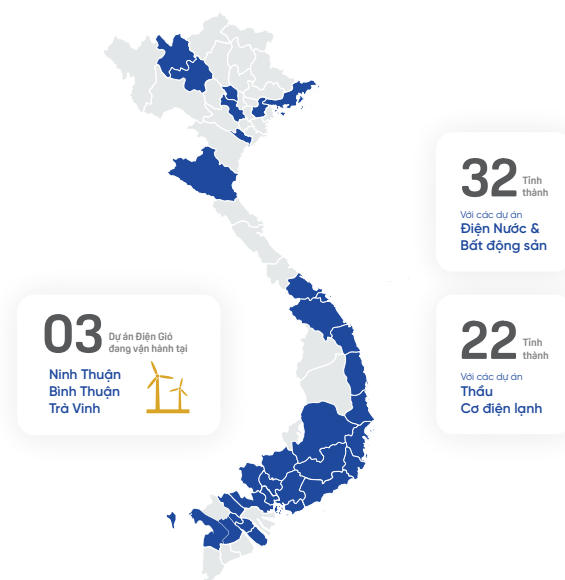 32 Tỉnh
thành
Với các dự án
Điện Nước &
Bất động sản
03 Dự án Điện Gió
đang vận hành tại
Ninh Thuận
Bình Thuận
Trà Vinh
22 Tỉnh
thành
Với các dự án
Thầu
Cơ điện lạnh